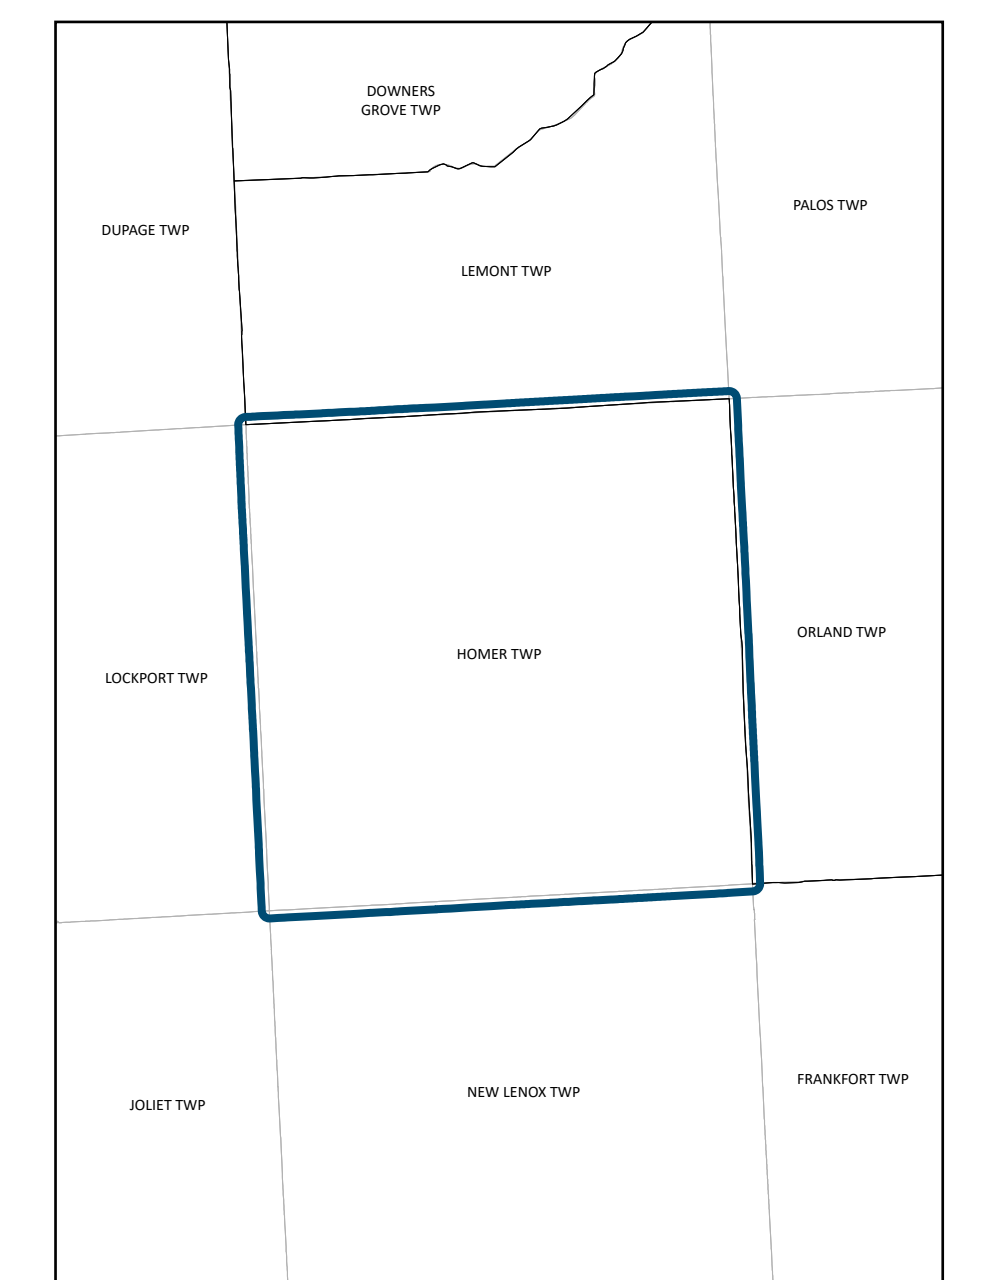 DOWNERS
GROVE TWP
PALOS TWP
DUPAGE TWP
LEMONT TWP
ORLAND TWP
HOMER TWP
LOCKPORT TWP
FRANKFORT TWP
NEW LENOX TWP
JOLIET TWP